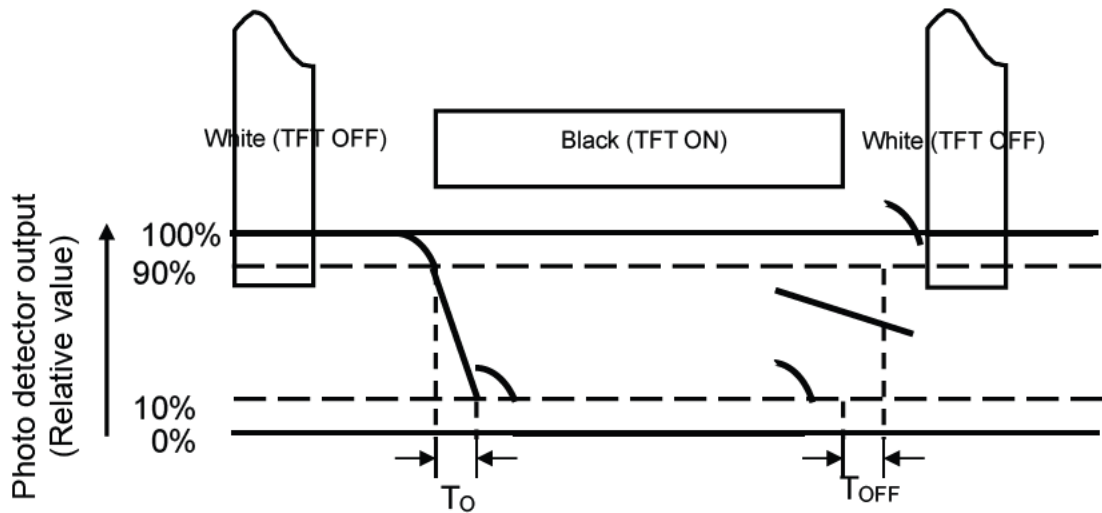 White (TFT OFF)
Black (TFT ON)
White (TFT OFF)
Photo detector output
(Relative value)
100%
90%
10%
0%
TO
TOFF